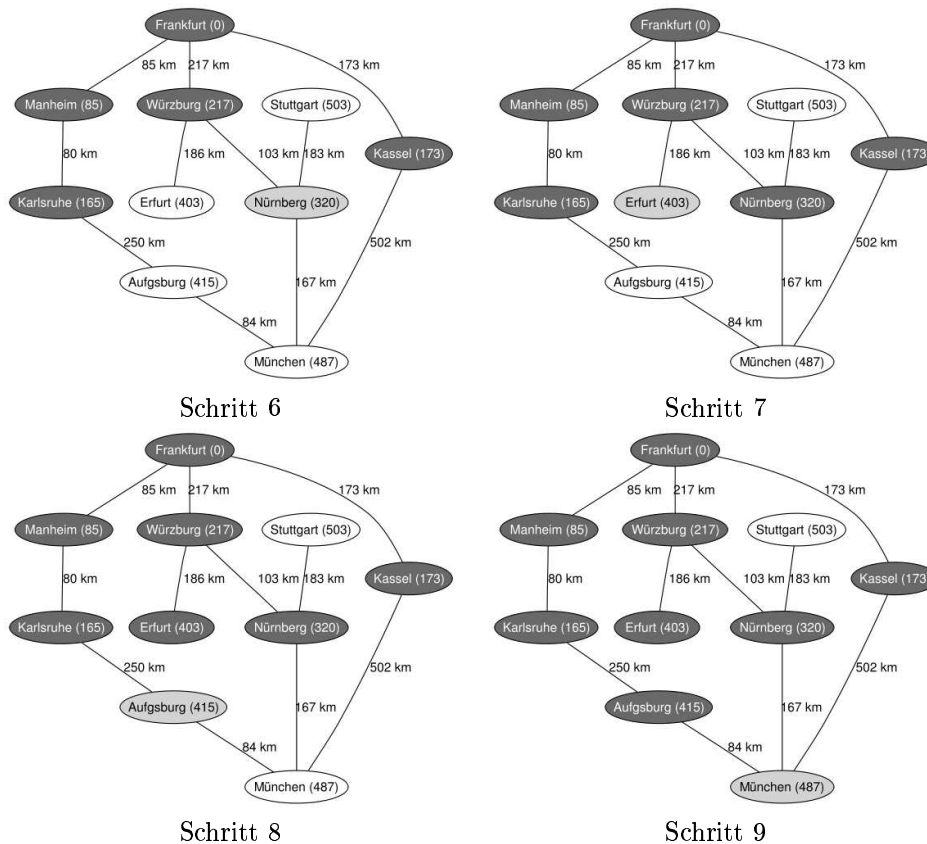 Frankfurt (0)
85 km 217 km 173 km
Manheim (85) Würzburg (217) Stuttgart (503)
Kassel (173)
80 km 186 km 103 km 183 km
Karlsruhe (165) Erfurt (403) Nürnberg (320)
250 km 502 km
Aufgsburg (415) 167 km
84 km
München (487)
Schritt 6
Frankfurt (0)
85 km 217 km 173 km
Manheim (85) Würzburg (217) Stuttgart (503)
Kassel (173)
80 km 186 km 103 km 183 km
Karlsruhe (165) Erfurt (403) Nürnberg (320)
250 km 502 km
Aufgsburg (415) 167 km
84 km
München (487)
Schritt 7
Frankfurt (0)
85 km 217 km 173 km
Manheim (85) Würzburg (217) Stuttgart (503)
Kassel (173)
80 km 186 km 103 km 183 km
Karlsruhe (165) Erfurt (403) Nürnberg (320)
250 km 502 km
Aufgsburg (415) 167 km
84 km
München (487)
Schritt 8
Frankfurt (0)
85 km 217 km 173 km
Manheim (85) Würzburg (217) Stuttgart (503)
Kassel (173)
80 km 186 km 103 km 183 km
Karlsruhe (165) Erfurt (403) Nürnberg (320)
250 km 502 km
Aufgsburg (415) 167 km
84 km
München (487)
Schritt 9